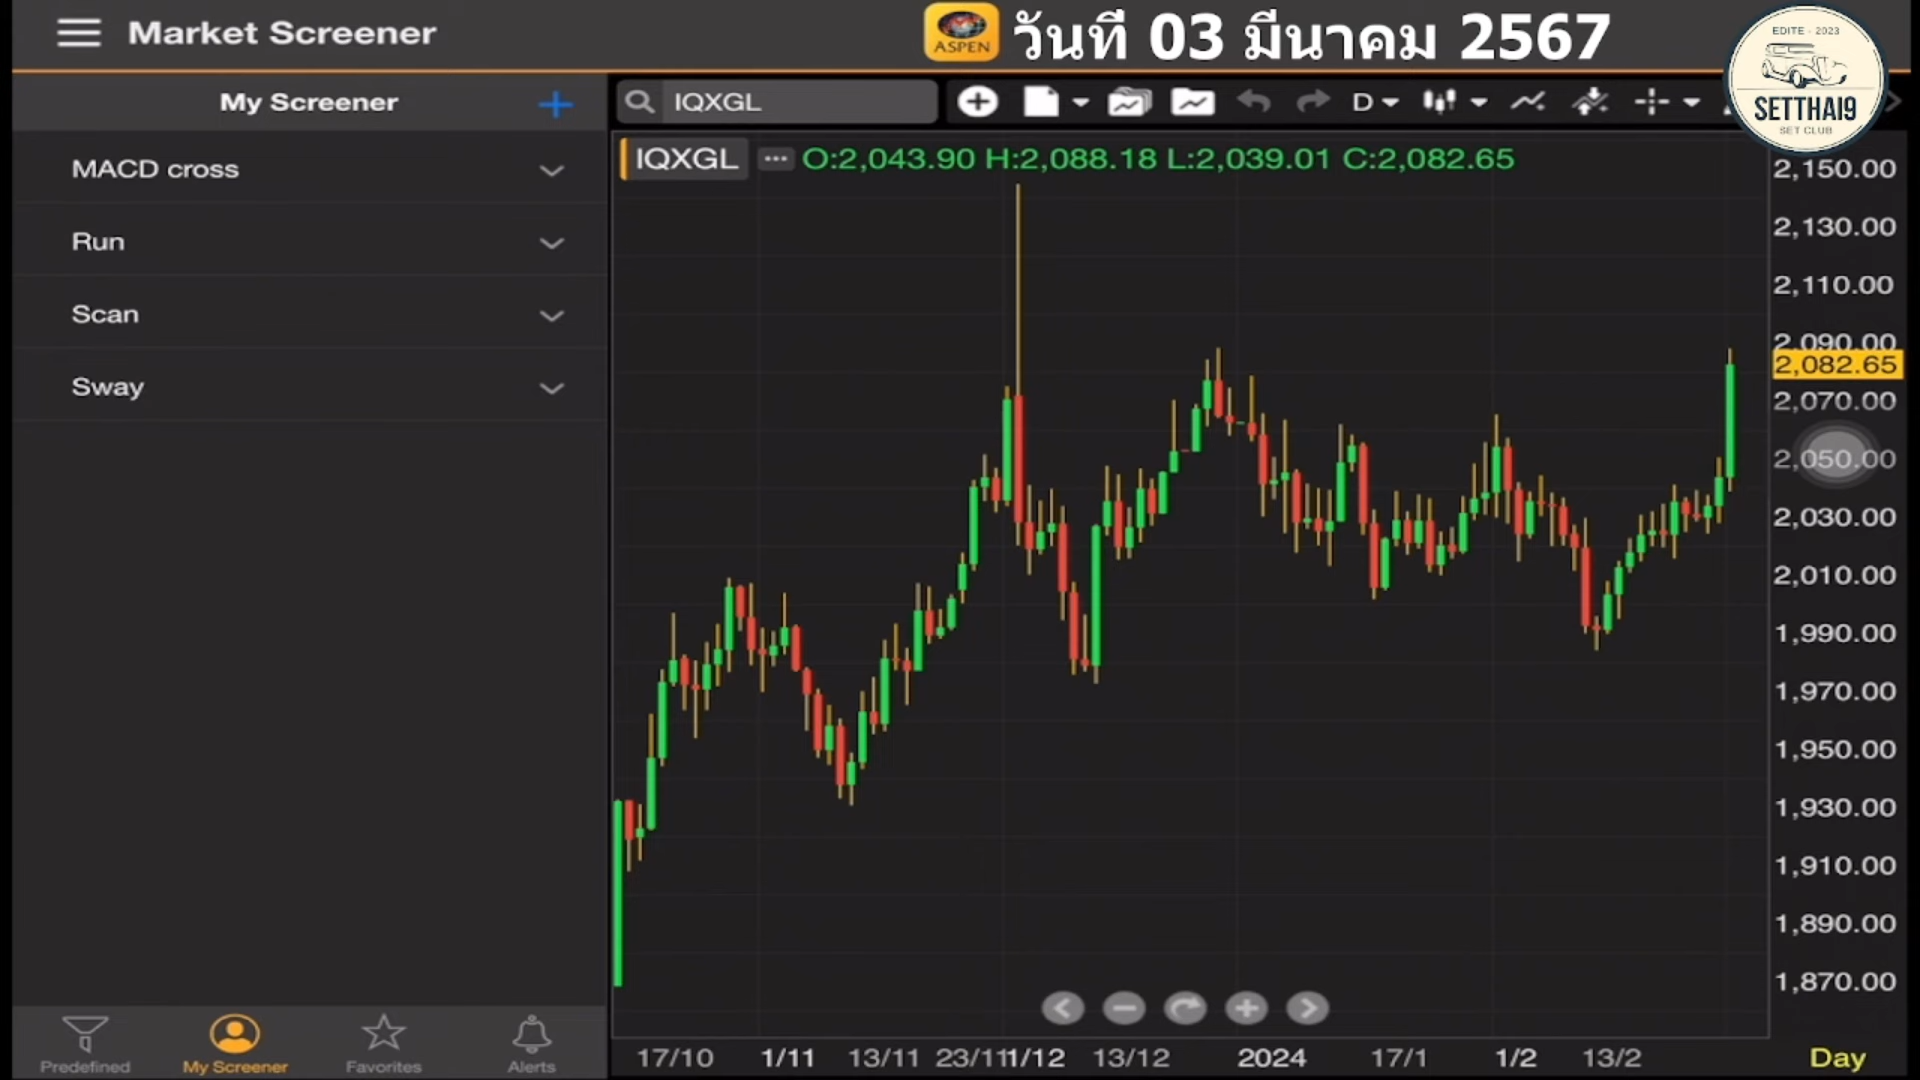 Market Screener
ASPEN
วันที่ 03 มีนาคม 2567
EDITE - 2023
SETTHAI9
SET CLUB
My Screener
MACD cross
Run
Scan
Sway
IQXGL
D
IQXGL
O:2,043.90 H:2,088.18 L:2,039.01 C:2,082.65
2,150.00
2,130.00
2,110.00
2,090.00
2,082.65
2,070.00
2,050.00
2,030.00
2,010.00
1,990.00
1,970.00
1,950.00
1,930.00
1,910.00
1,890.00
1,870.00
17/10 1/11 13/11 23/11 1/12 13/12 2024 17/1 1/2 13/2 Day
Predefined My Screener Favorites Alerts